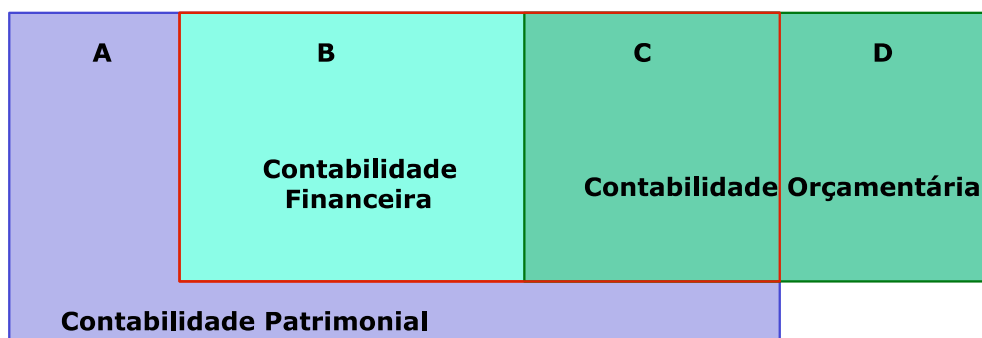 A B C D
Contabilidade
Financeira
Contabilidade Orçamentária
Contabilidade Patrimonial